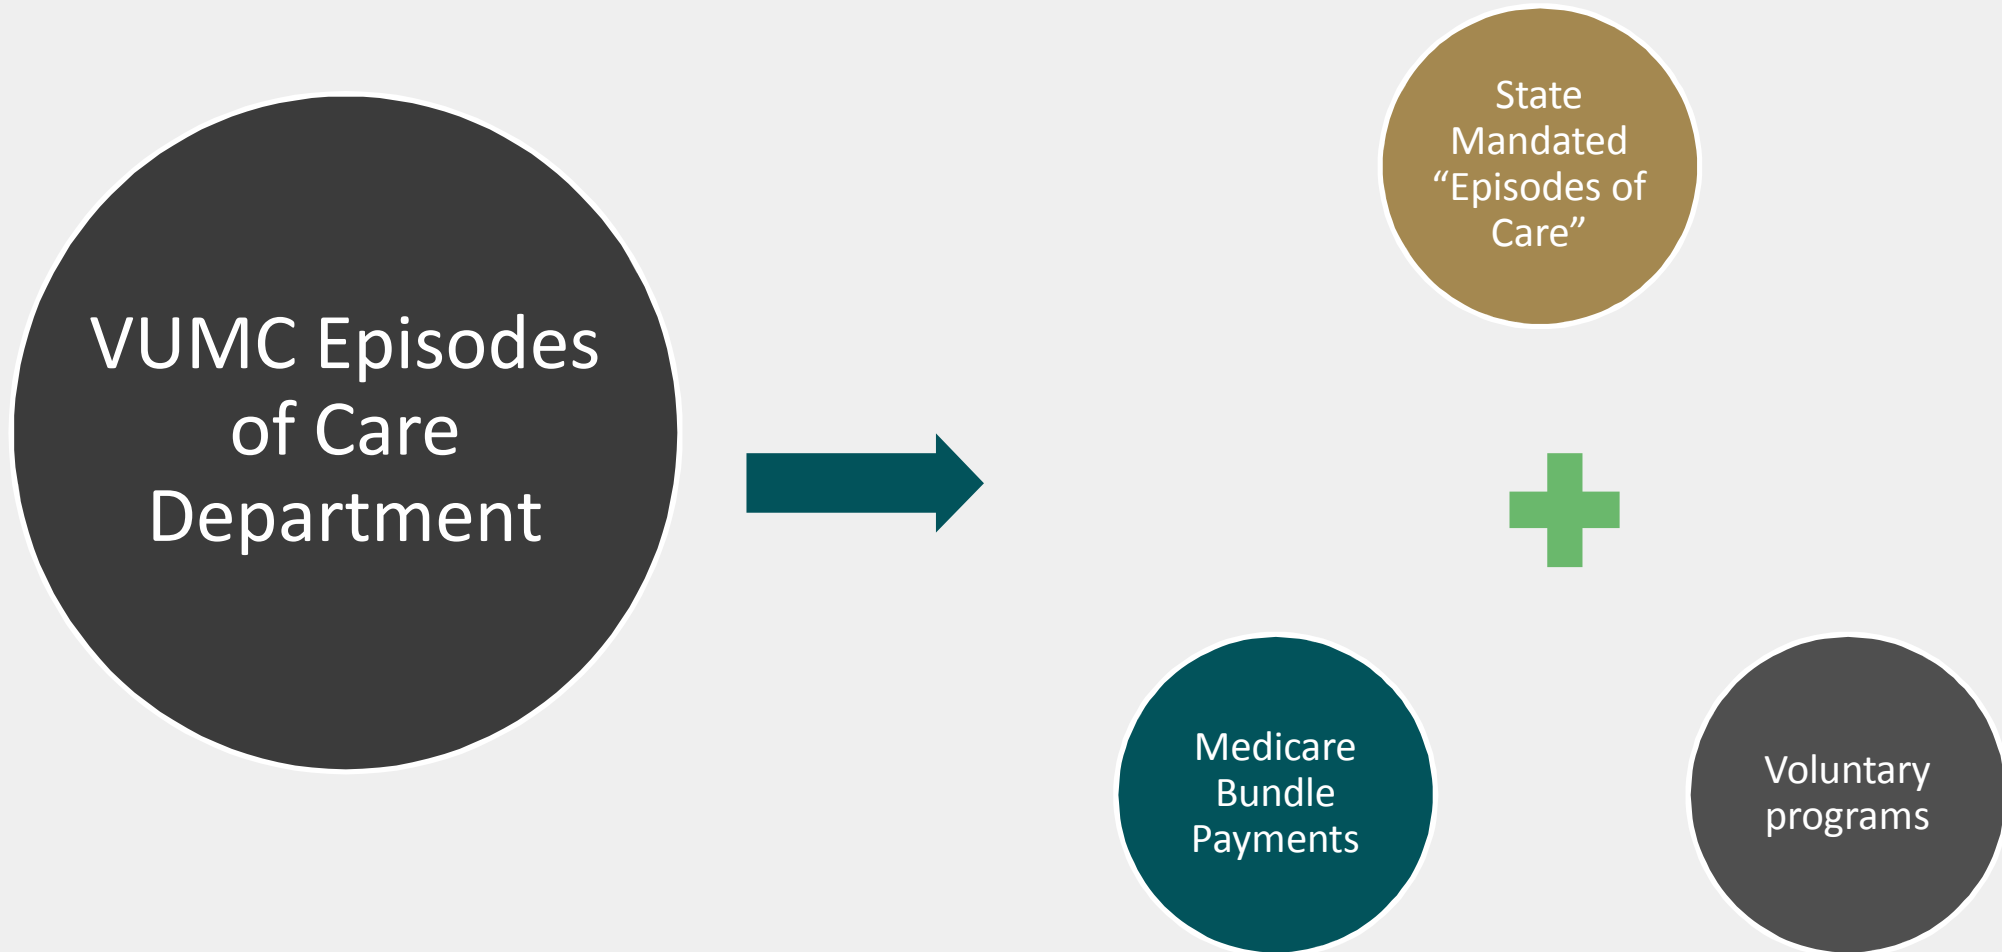 VUMC Episodes
of Care
Department
State
Mandated
“Episodes of
Care”
Medicare
Bundle
Payments
Voluntary
programs